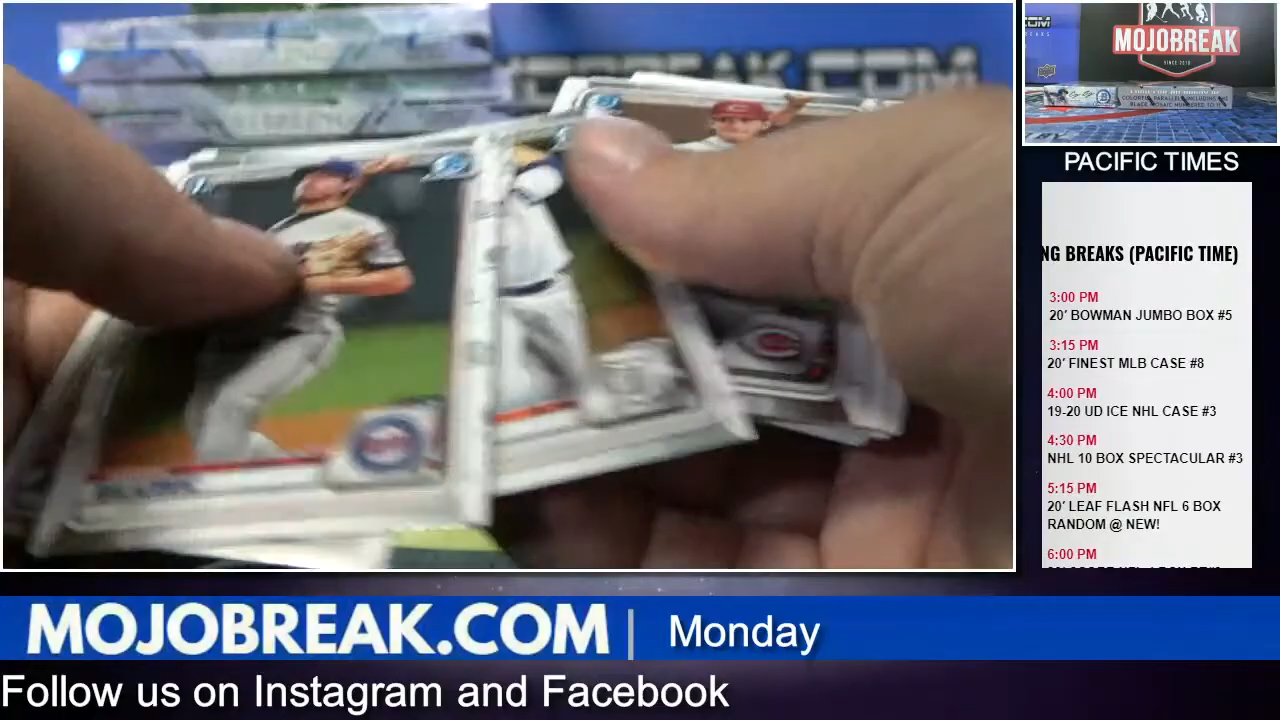 OJOBREAK.COM
MOJOBREAK
SINCE 2010
PACIFIC TIMES
NG BREAKS (PACIFIC TIME)
3:00 PM
20' BOWMAN JUMBO BOX #5
3:15 PM
20' FINEST MLB CASE #8
4:00 PM
19-20 UD ICE NHL CASE #3
4:30 PM
NHL 10 BOX SPECTACULAR #3
5:15 PM
20' LEAF FLASH NFL 6 BOX
RANDOM @ NEW!
6:00 PM
MOJOBREAK.COM | Monday
Follow us on Instagram and Facebook